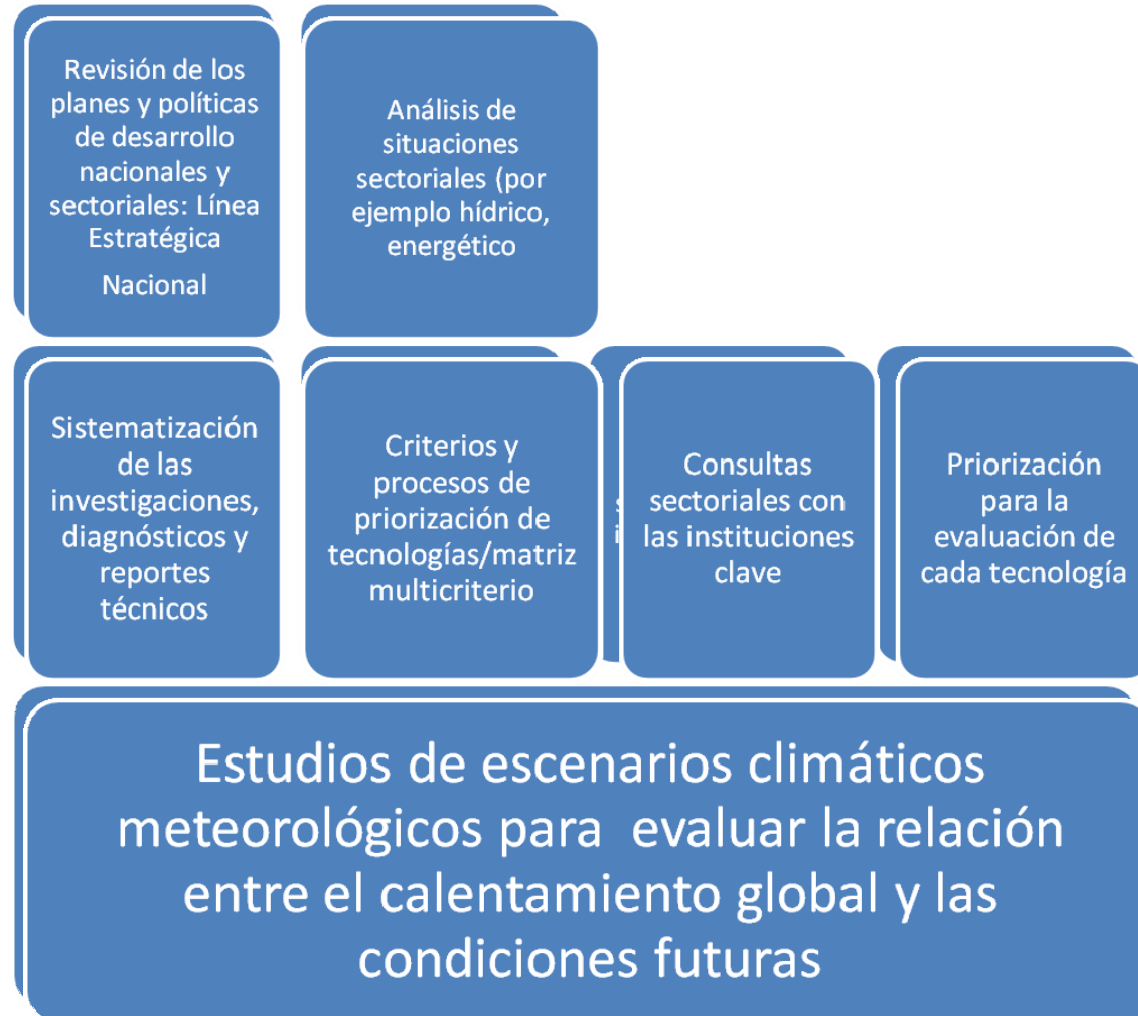 Revisión de los
planes y políticas
de desarrollo
nacionales y
sectoriales: Línea
Estratégica
Nacional
Análisis de
situaciones
sectoriales (por
ejemplo hídrico,
energético
Sistematización
de las
investigaciones,
diagnósticos y
reportes
técnicos
Criterios y
procesos de
priorización de
tecnologías/matriz
multicriterio
Consultas
sectoriales con
las instituciones
clave
Priorización
para la
evaluación de
cada tecnología
Estudios de escenarios climáticos
meteorológicos para evaluar la relación
entre el calentamiento global y las
condiciones futuras